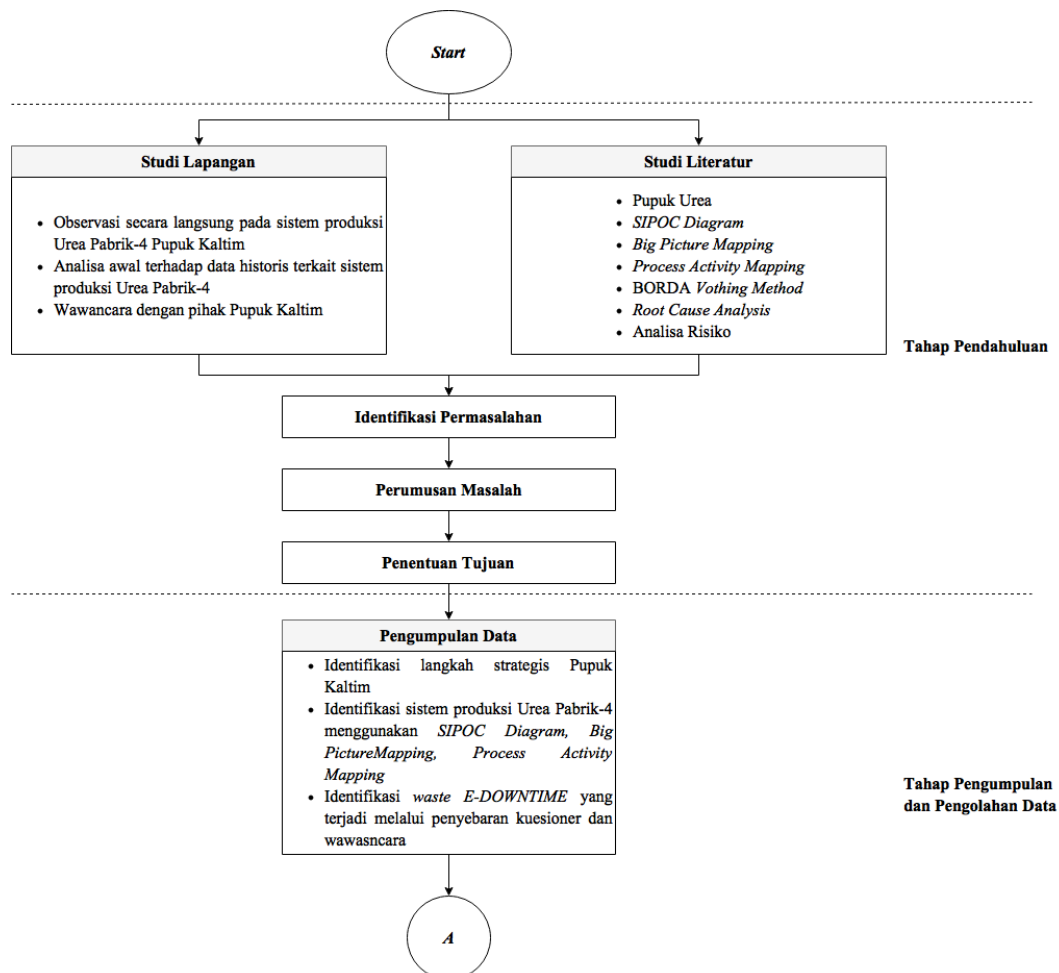 Start
Studi Lapangan
• Observasi secara langsung pada sistem produksi
Urea Pabrik-4 Pupuk Kaltim
• Analisa awal terhadap data historis terkait sistem
produksi Urea Pabrik-4
• Wawancara dengan pihak Pupuk Kaltim
Studi Literatur
• Pupuk Urea
• SIPOC Diagram
• Big Picture Mapping
• Process Activity Mapping
• BORDA Vothing Method
• Root Cause Analysis
• Analisa Risiko
Tahap Pendahuluan
Identifikasi Permasalahan
Perumusan Masalah
Penentuan Tujuan
Pengumpulan Data
• Identifikasi langkah strategis Pupuk
Kaltim
• Identifikasi sistem produksi Urea Pabrik-4
menggunakan SIPOC Diagram, Big
PictureMapping, Process Activity
Mapping
• Identifikasi waste E-DOWNTIME yang
terjadi melalui penyebaran kuesioner dan
wawasncara
Tahap Pengumpulan
dan Pengolahan Data
A